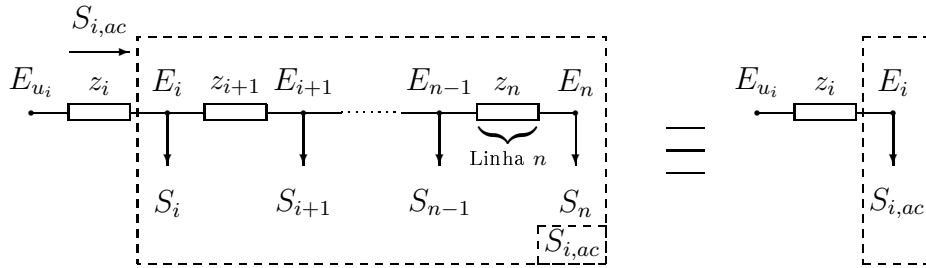 S_{i,ac}
E_{u_i} z_i E_i z_{i+1} E_{i+1} E_{n-1} z_n E_n E_{u_i} z_i E_i
Linha n
S_i S_{i+1} S_{n-1} S_n S_{i,ac}
S_{i,ac}